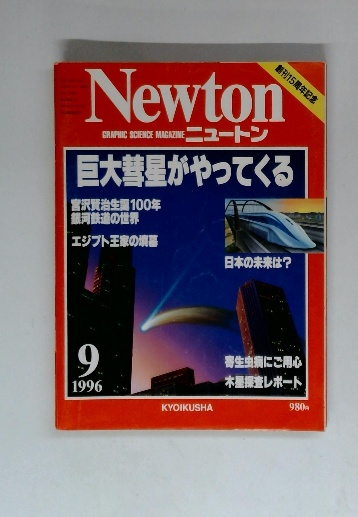 創刊15周年記念
Newton
GRAPHIC SCIENCE MAGAZINE ニュートン
巨大彗星がやってくる
宮沢賢治生誕100年
銀河鉄道の世界
エジプト王家の墳墓
日本の未来は?
寄生虫病にご用心
木星探査レポート
9
1996
KYOIKUSHA
980円